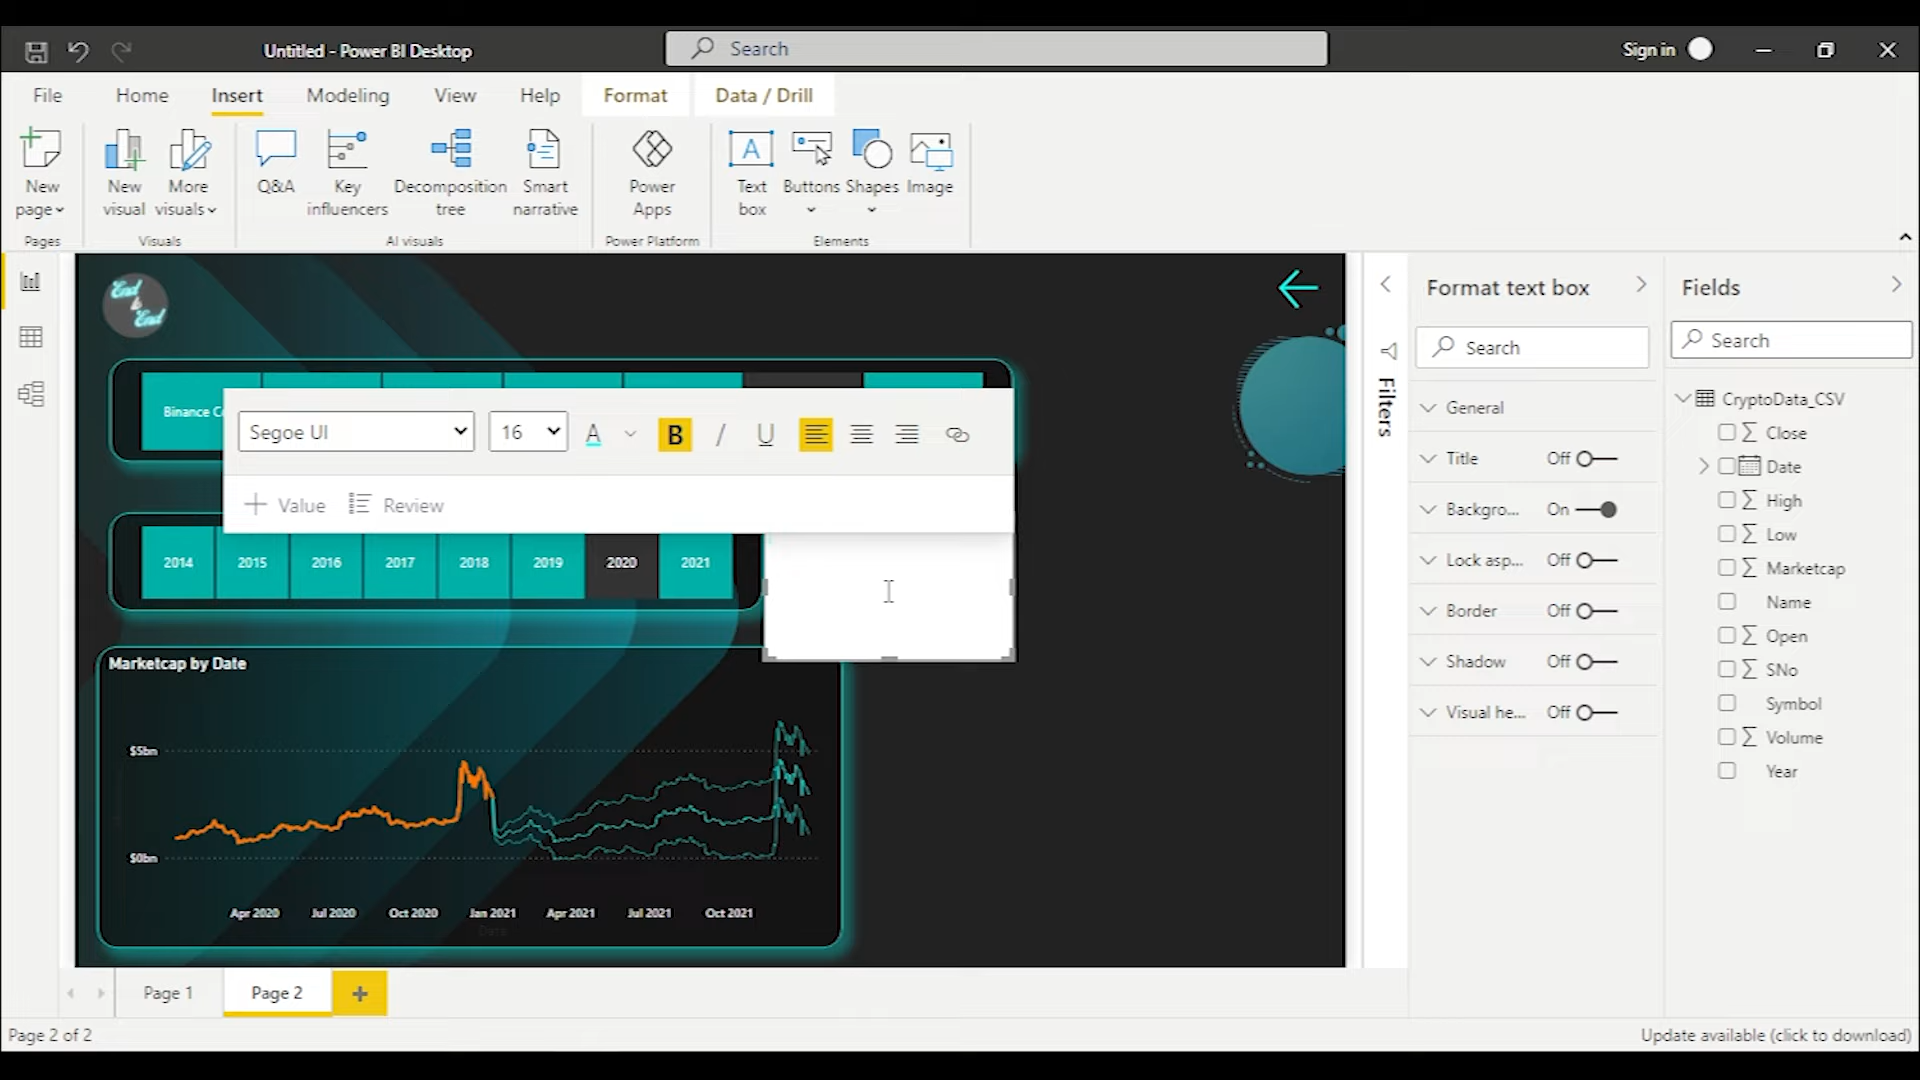 Untitled - Power BI Desktop
Search
Sign in
File
Home
Insert
Modeling
View
Help
Format
Data / Drill
New page
New visual
More visuals
Q&A
Key influencers
Decomposition tree
Smart narrative
Power Apps
Text box
Buttons
Shapes
Image
Pages
Visuals
AI visuals
Power Platform
Elements
End
&
End
Binance C
Segoe UI
16
A
B
/
U
Value
Review
2014
2015
2016
2017
2018
2019
2020
2021
Marketcap by Date
$5bn
$0bn
Apr 2020
Jul 2020
Oct 2020
Jan 2021
Apr 2021
Jul 2021
Oct 2021
Date
Filters
Format text box
Search
General
Title
Off
Backgro...
On
Lock asp...
Off
Border
Off
Shadow
Off
Visual he...
Off
Fields
Search
CryptoData_CSV
Close
Date
High
Low
Marketcap
Name
Open
SNo
Symbol
Volume
Year
Page 1
Page 2
Page 2 of 2
Update available (click to download)